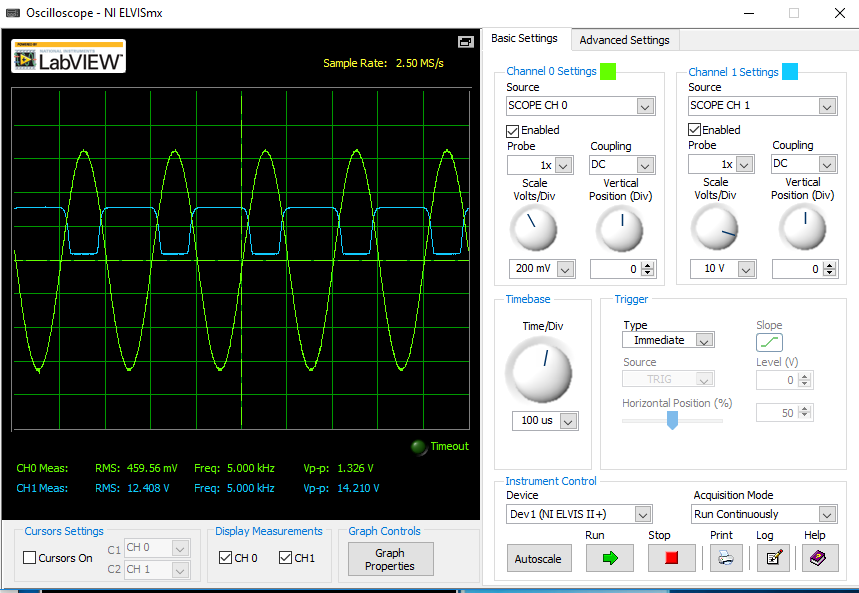 Oscilloscope - NI ELVISmx
POWERED BY
NATIONAL INSTRUMENTS
LabVIEW™
Sample Rate: 2.50 MS/s
Timeout
CH0 Meas: RMS: 459.56 mV Freq: 5.000 kHz Vp-p: 1.326 V
CH1 Meas: RMS: 12.408 V Freq: 5.000 kHz Vp-p: 14.210 V
Cursors Settings
Cursors On
C1 CH 0
C2 CH 1
Display Measurements
CH 0 CH1
Graph Controls
Graph
Properties
Basic Settings Advanced Settings
Channel 0 Settings
Source
SCOPE CH 0
Enabled
Probe Coupling
1x DC
Scale Vertical
Volts/Div Position (Div)
200 mV 0
Channel 1 Settings
Source
SCOPE CH 1
Enabled
Probe Coupling
1x DC
Scale Vertical
Volts/Div Position (Div)
10 V 0
Timebase
Time/Div
100 us
Trigger
Type Slope
Immediate
Source Level (V)
TRIG 0
Horizontal Position (%)
50
Instrument Control
Device Acquisition Mode
Dev1 (NI ELVIS II+) Run Continuously
Run Stop Print Log Help
Autoscale